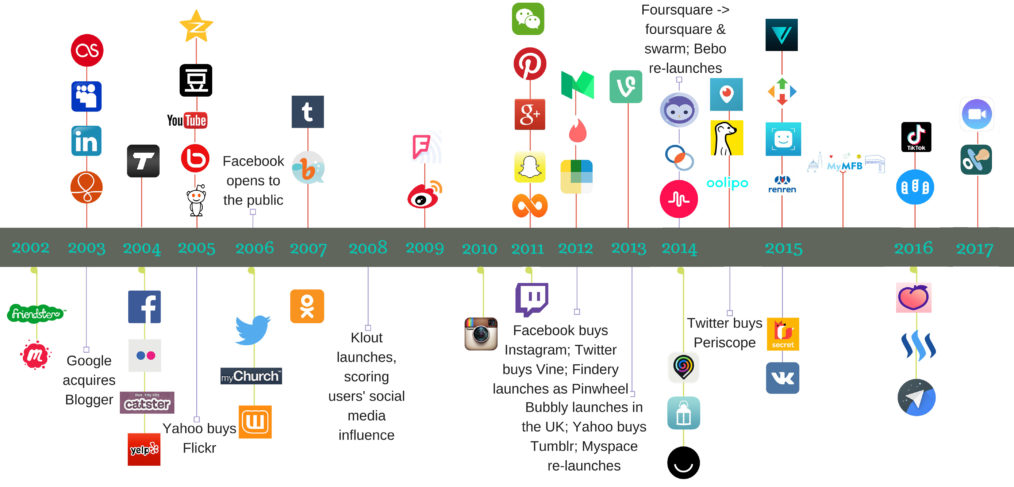 Foursquare ->
foursquare &
swarm; Bebo
re-launches
You Tube
in
豆
t
g+
T
B
Facebook
opens to
the public
MyMFB
TikTok
oolipo
renren
2002
2003
2004
2005
2006
2007
2008
2009
2010
2011
2012
2013
2014
2015
2016
2017
friendster
m
Google
acquires
Blogger
f
catster
yelp
Yahoo buys
Flickr
myChurch
w
Klout
launches,
scoring
users' social
media
influence
Facebook buys
Instagram; Twitter
buys Vine; Findery
launches as Pinwheel
Bubbly launches in
the UK; Yahoo buys
Tumblr; Myspace
re-launches
Twitter buys
Periscope
secret
VK